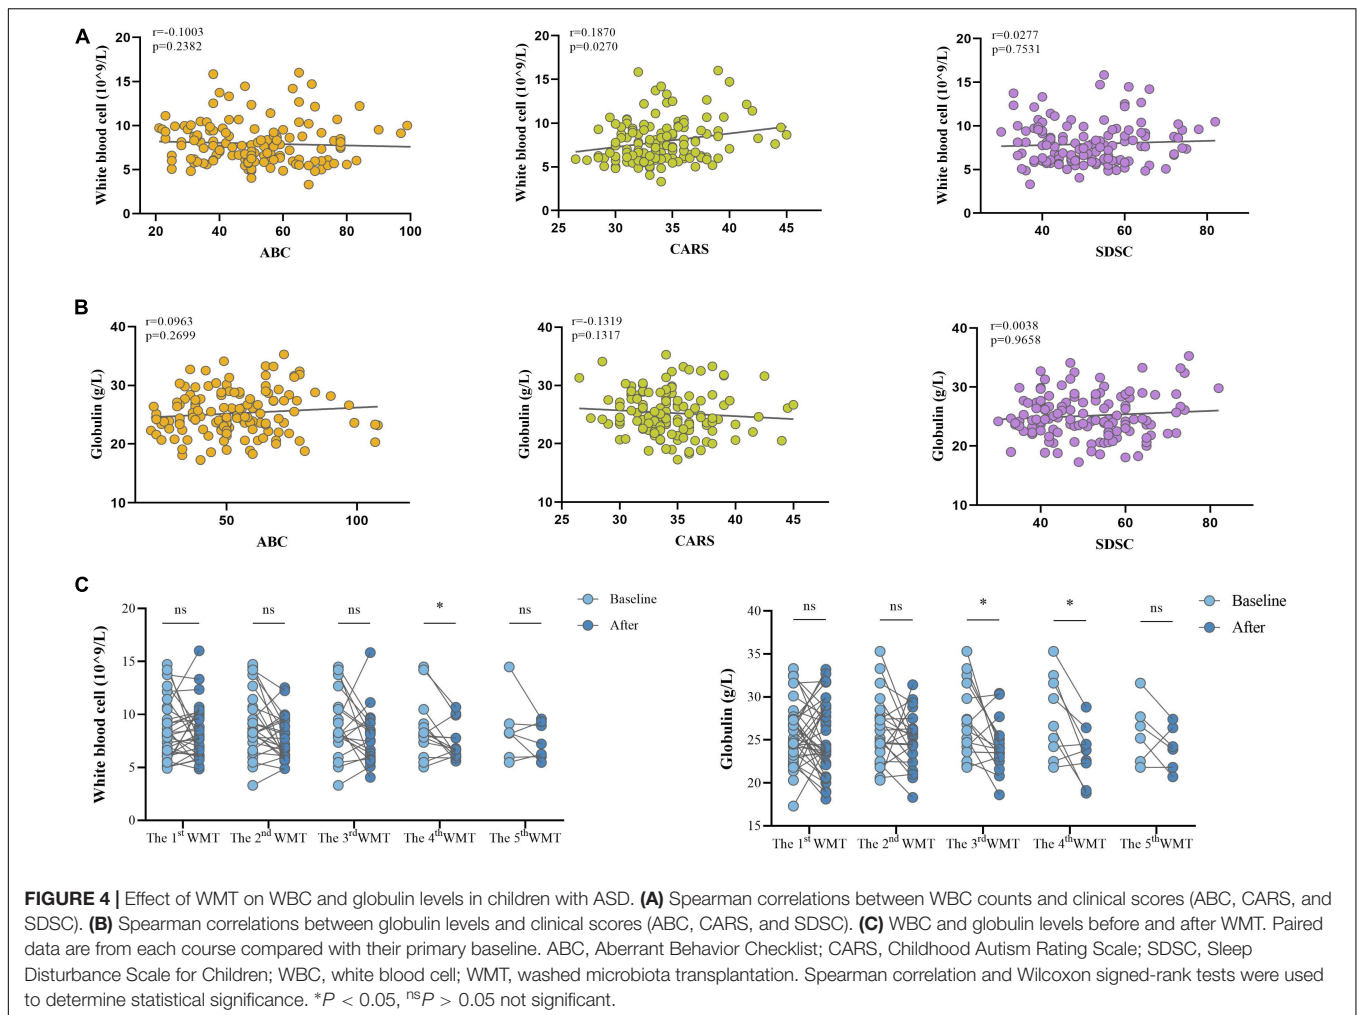 A
r=-0.1003
p=0.2382
White blood cell (10^9/L)
20
15
10
5
0
20 40 60 80 100
ABC
r=0.1870
p=0.0270
White blood cell (10^9/L)
20
15
10
5
0
25 30 35 40 45
CARS
r=0.0277
p=0.7531
White blood cell (10^9/L)
20
15
10
5
0
40 60 80
SDSC
B
r=0.0963
p=0.2699
Globulin (g/L)
40
30
20
10
50 100
ABC
r=-0.1319
p=0.1317
Globulin (g/L)
40
30
20
10
25 30 35 40 45
CARS
r=0.0038
p=0.9658
Globulin (g/L)
40
30
20
10
40 60 80
SDSC
C
White blood cell (10^9/L)
20
15
10
5
0
ns ns ns * ns
Baseline
After
The 1st WMT The 2nd WMT The 3rd WMT The 4thWMT The 5thWMT
Globulin (g/L)
40
35
30
25
20
15
ns ns * * ns
Baseline
After
The 1st WMT The 2nd WMT The 3rd WMT The 4thWMT The 5thWMT
FIGURE 4 | Effect of WMT on WBC and globulin levels in children with ASD. (A) Spearman correlations between WBC counts and clinical scores (ABC, CARS, and
SDSC). (B) Spearman correlations between globulin levels and clinical scores (ABC, CARS, and SDSC). (C) WBC and globulin levels before and after WMT. Paired
data are from each course compared with their primary baseline. ABC, Aberrant Behavior Checklist; CARS, Childhood Autism Rating Scale; SDSC, Sleep
Disturbance Scale for Children; WBC, white blood cell; WMT, washed microbiota transplantation. Spearman correlation and Wilcoxon signed-rank tests were used
to determine statistical significance. *P < 0.05, nsP > 0.05 not significant.